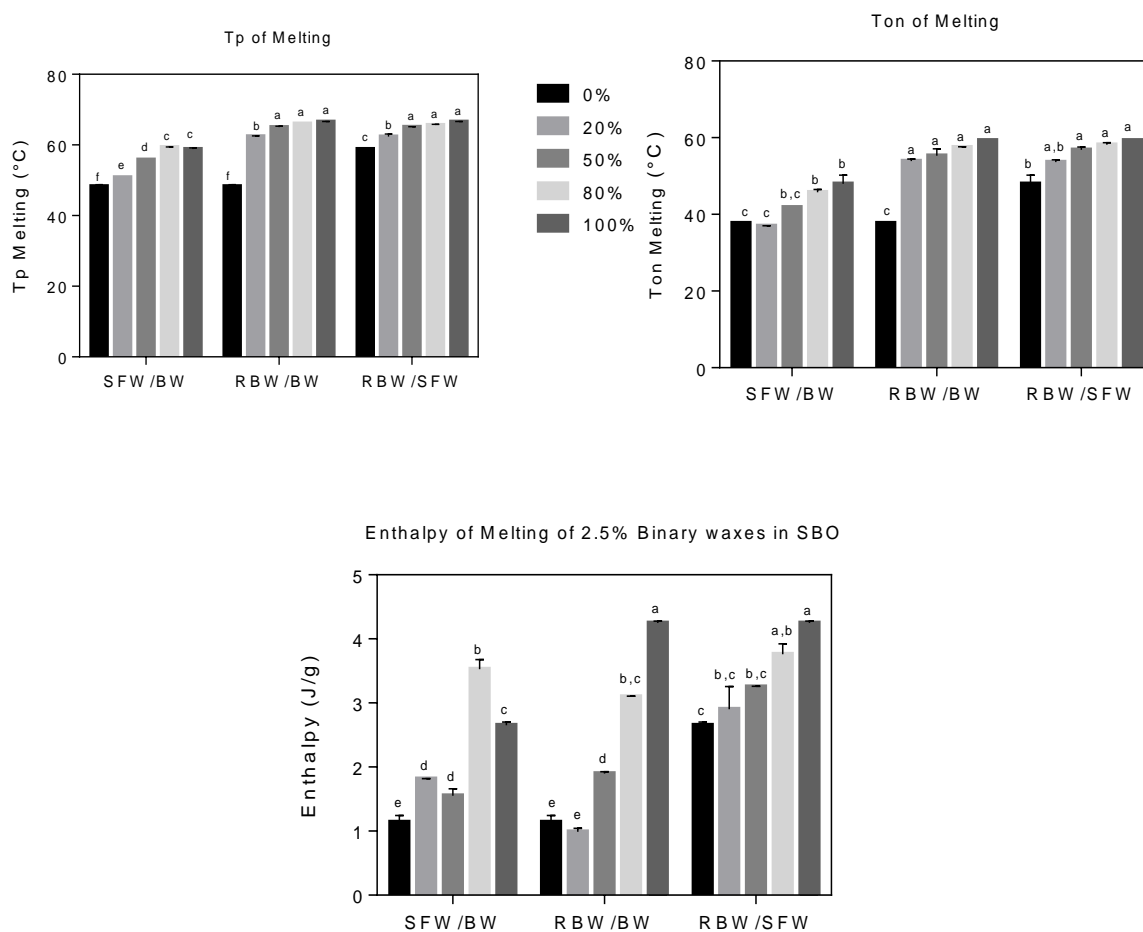 Tp of Melting
Tp Melting (°C)
80
60
40
20
0
f e d c c
f b a a a
c b a a a
SFW/BW RBW/BW RBW/SFW
0%
20%
50%
80%
100%
Ton of Melting
Ton Melting (°C)
80
60
40
20
0
c c b,c b b
c a a a a
b a,b a a a
SFW/BW RBW/BW RBW/SFW
Enthalpy of Melting of 2.5% Binary waxes in SBO
Enthalpy (J/g)
5
4
3
2
1
0
e d d b c
e e d b,c a
c b,c b,c a,b a
SFW/BW RBW/BW RBW/SFW